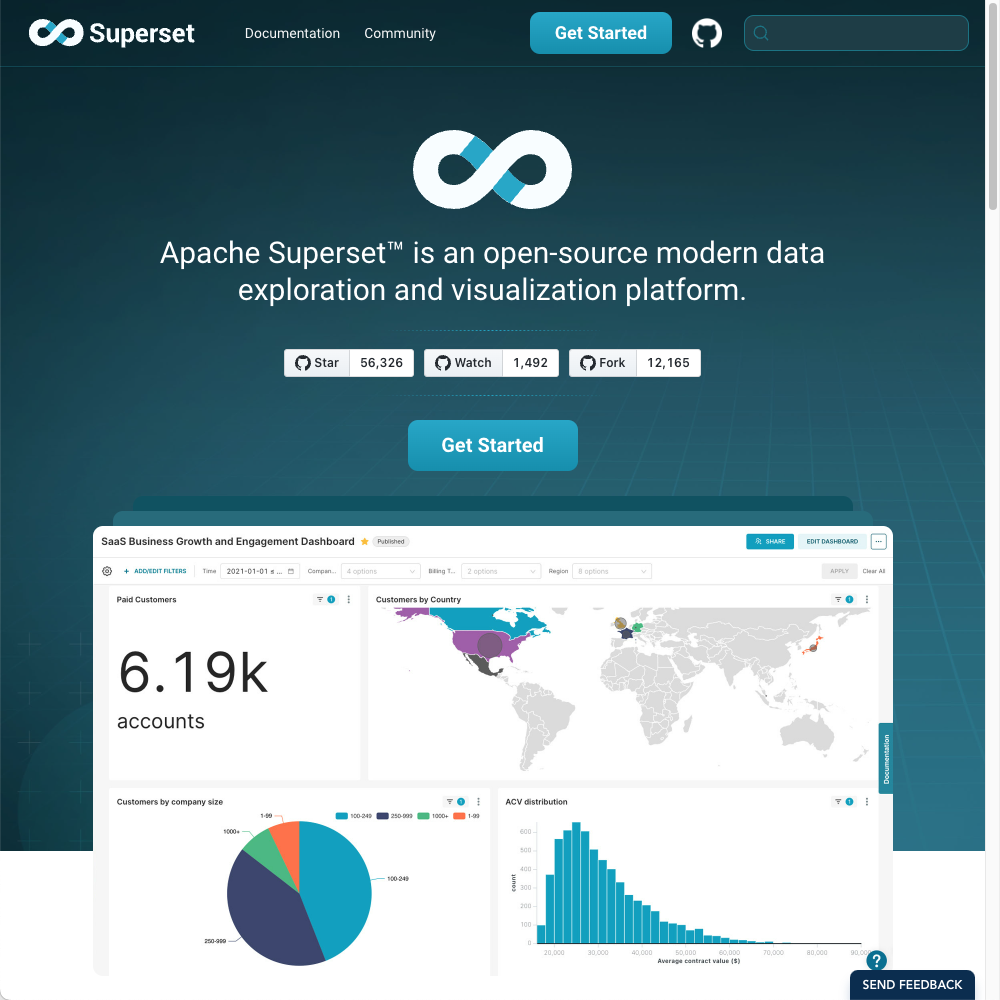 Superset
Documentation
Community
Get Started
Apache Superset™ is an open-source modern data
exploration and visualization platform.
Star 56,326
Watch 1,492
Fork 12,165
Get Started
SaaS Business Growth and Engagement Dashboard
Published
SHARE
EDIT DASHBOARD
...
+ ADD/EDIT FILTERS
Time
2021-01-01 ≤ ...
Compan...
4 options
Billing T...
2 options
Region
8 options
APPLY
Clear All
Paid Customers
1
6.19k
accounts
Customers by Country
1
Documentation
Customers by company size
1
100-249
250-999
1000+
1-99
1-99
1000+
100-249
250-999
ACV distribution
1
count
600
500
400
300
200
100
0
20,000
30,000
40,000
50,000
60,000
70,000
80,000
90,000
Average contract value ($)
?
SEND FEEDBACK